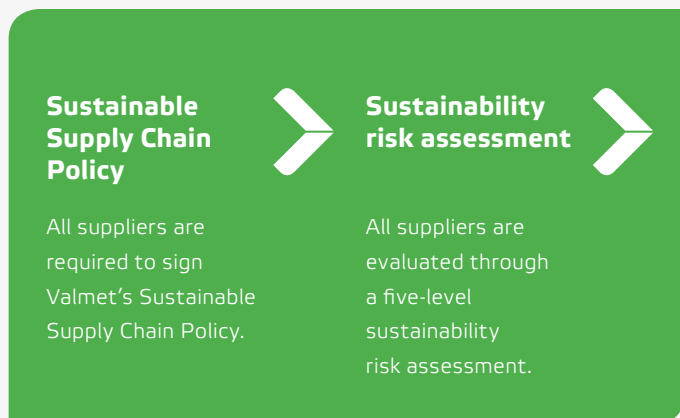 Sustainable
Supply Chain
Policy
All suppliers are
required to sign
Valmet’s Sustainable
Supply Chain Policy.
Sustainability
risk assessment
All suppliers are
evaluated through
a five-level
sustainability
risk assessment.